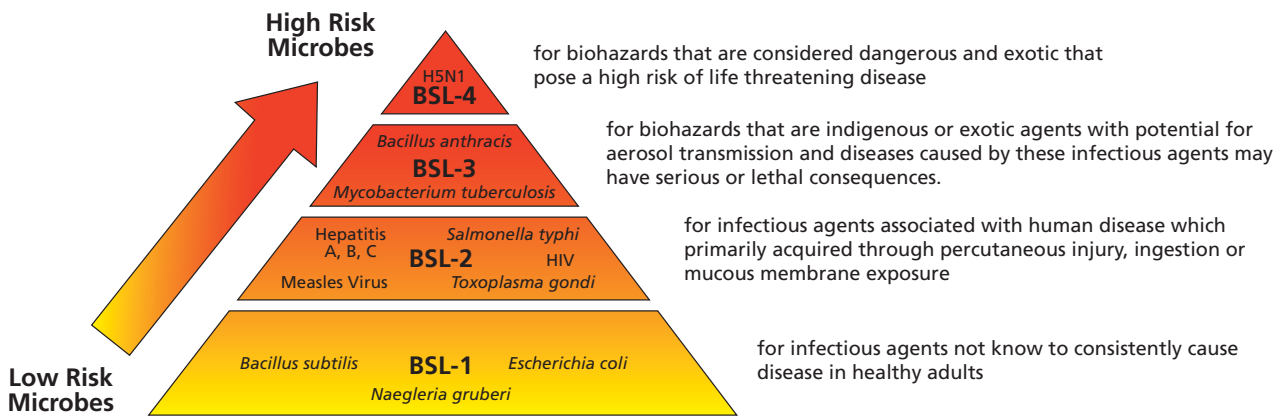 High Risk
Microbes
H5N1
BSL-4
for biohazards that are considered dangerous and exotic that
pose a high risk of life threatening disease
Bacillus anthracis
BSL-3
Mycobacterium tuberculosis
for biohazards that are indigenous or exotic agents with potential for
aerosol transmission and diseases caused by these infectious agents may
have serious or lethal consequences.
Hepatitis
A, B, C
Salmonella typhi
BSL-2
HIV
Measles Virus
Toxoplasma gondi
for infectious agents associated with human disease which
primarily acquired through percutaneous injury, ingestion or
mucous membrane exposure
Bacillus subtilis
BSL-1
Escherichia coli
Naegleria gruberi
for infectious agents not know to consistently cause
disease in healthy adults
Low Risk
Microbes